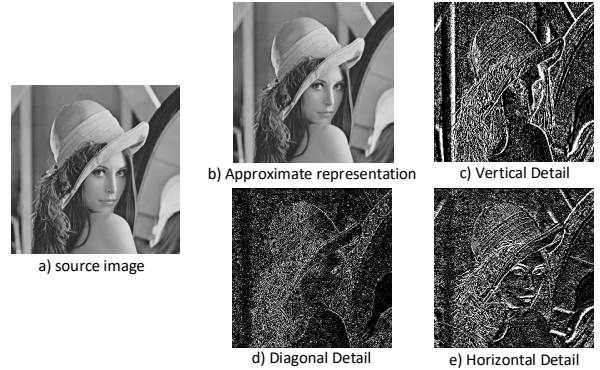 b) Approximate representation
c) Vertical Detail
a) source image
d) Diagonal Detail
e) Horizontal Detail